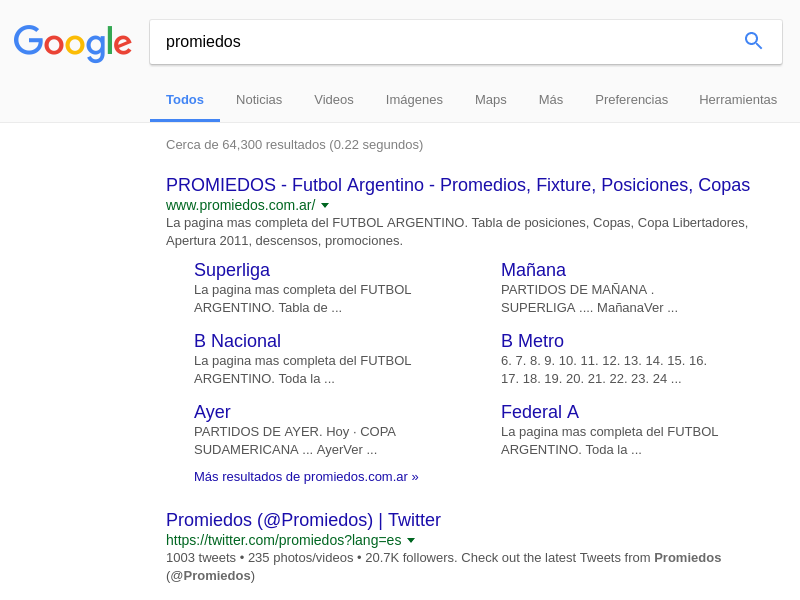 Google
promiedos
Todos Noticias Videos Imágenes Maps Más Preferencias Herramientas
Cerca de 64,300 resultados (0.22 segundos)
PROMIEDOS - Futbol Argentino - Promedios, Fixture, Posiciones, Copas
www.promiedos.com.ar/
La pagina mas completa del FUTBOL ARGENTINO. Tabla de posiciones, Copas, Copa Libertadores,
Apertura 2011, descensos, promociones.
Superliga
La pagina mas completa del FUTBOL
ARGENTINO. Tabla de ...
Mañana
PARTIDOS DE MAÑANA .
SUPERLIGA .... MañanaVer ...
B Nacional
La pagina mas completa del FUTBOL
ARGENTINO. Toda la ...
B Metro
6. 7. 8. 9. 10. 11. 12. 13. 14. 15. 16.
17. 18. 19. 20. 21. 22. 23. 24 ...
Ayer
PARTIDOS DE AYER. Hoy · COPA
SUDAMERICANA ... AyerVer ...
Federal A
La pagina mas completa del FUTBOL
ARGENTINO. Toda la ...
Más resultados de promiedos.com.ar »
Promiedos (@Promiedos) | Twitter
https://twitter.com/promiedos?lang=es
1003 tweets • 235 photos/videos • 20.7K followers. Check out the latest Tweets from Promiedos
(@Promiedos)